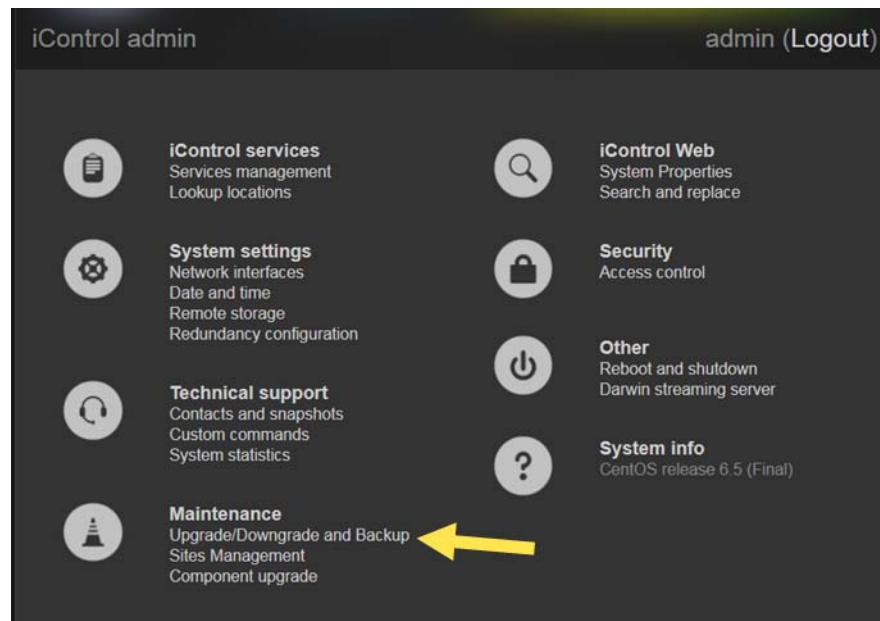 iControl admin
admin (Logout)
iControl services
Services management
Lookup locations
System settings
Network interfaces
Date and time
Remote storage
Redundancy configuration
Technical support
Contacts and snapshots
Custom commands
System statistics
Maintenance
Upgrade/Downgrade and Backup
Sites Management
Component upgrade
iControl Web
System Properties
Search and replace
Security
Access control
Other
Reboot and shutdown
Darwin streaming server
System info
CentOS release 6.5 (Final)